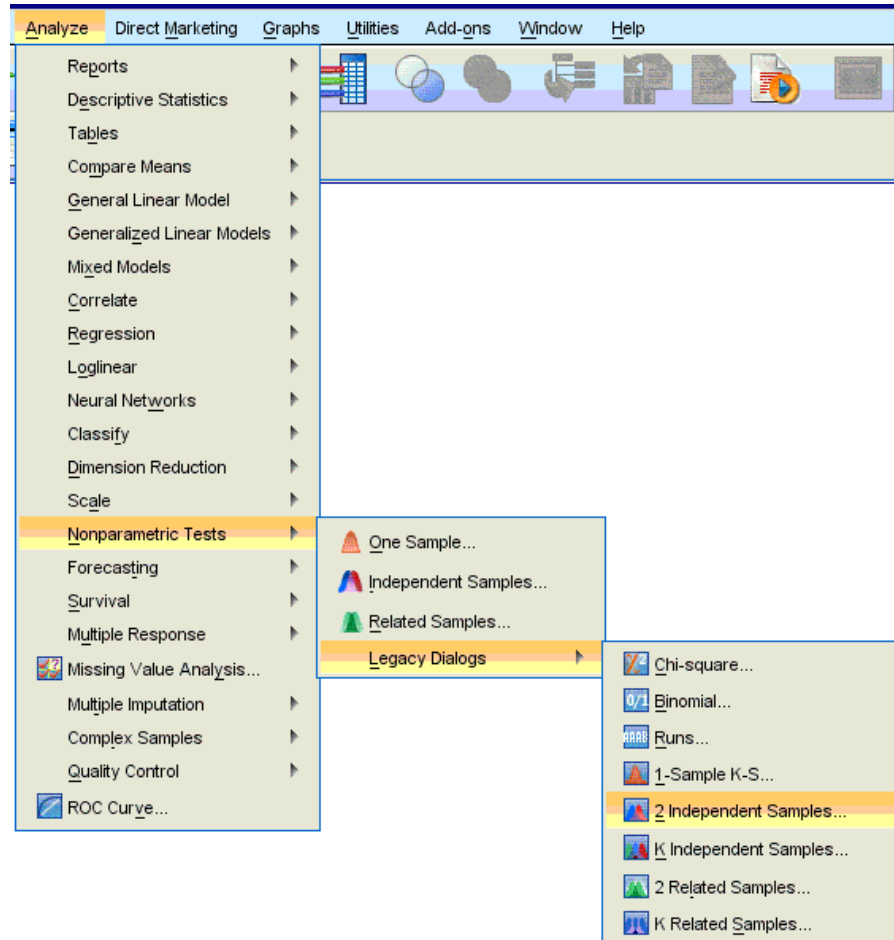 Analyze Direct Marketing Graphs Utilities Add-ons Window Help
Reports
Descriptive Statistics
Tables
Compare Means
General Linear Model
Generalized Linear Models
Mixed Models
Correlate
Regression
Loglinear
Neural Networks
Classify
Dimension Reduction
Scale
Nonparametric Tests
Forecasting
Survival
Multiple Response
Missing Value Analysis...
Multiple Imputation
Complex Samples
Quality Control
ROC Curve...
One Sample...
Independent Samples...
Related Samples...
Legacy Dialogs
Chi-square...
0/1 Binomial...
AAAB Runs...
1-Sample K-S...
2 Independent Samples...
K Independent Samples...
2 Related Samples...
K Related Samples...